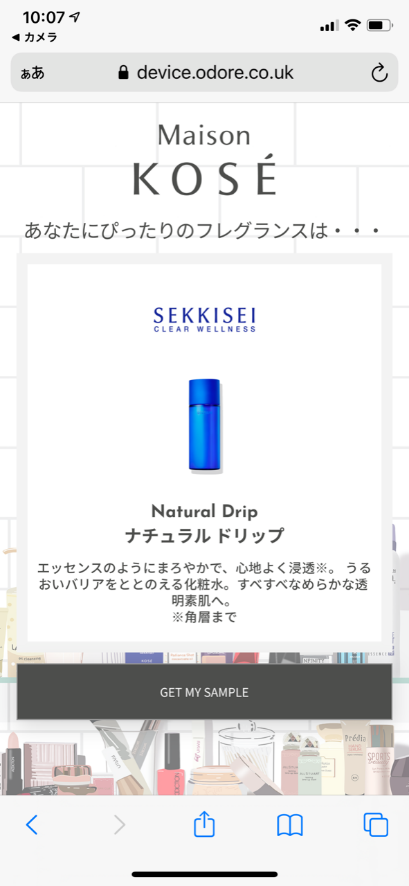 10:07
◀ カメラ
ぁあ
device.odore.co.uk
Maison
KOSÉ
あなたにぴったりのフレグランスは・・・
SEKKISEI
CLEAR WELLNESS
Natural Drip
ナチュラル ドリップ
エッセンスのようにまろやかで、心地よく浸透※。 うる
おいバリアをととのえる化粧水。すべすべなめらかな透
明素肌へ。
※角層まで
GET MY SAMPLE
Prédia
SPORTS